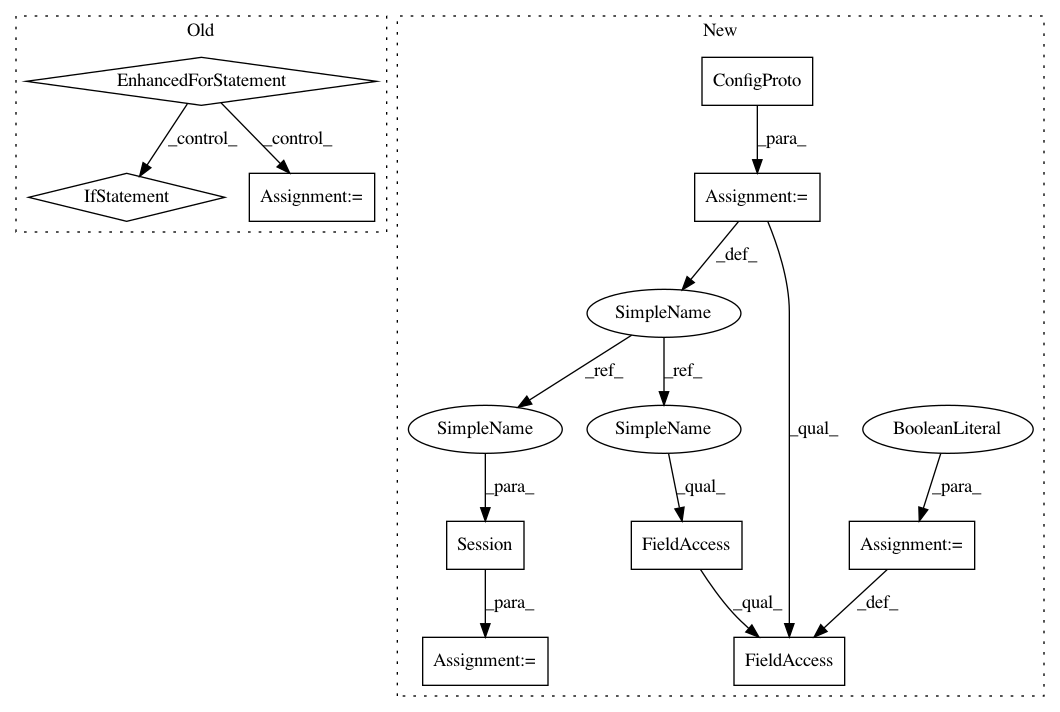 Old
New
EnhancedForStatement
ConfigProto
_control_
_control_
_para_
IfStatement
Assignment:=
Assignment:=
_def_
SimpleName
_ref_
_ref_
SimpleName
SimpleName
_qual_
BooleanLiteral
_para_
_qual_
_para_
Session
FieldAccess
Assignment:=
_para_
_qual_
_def_
Assignment:=
FieldAccess